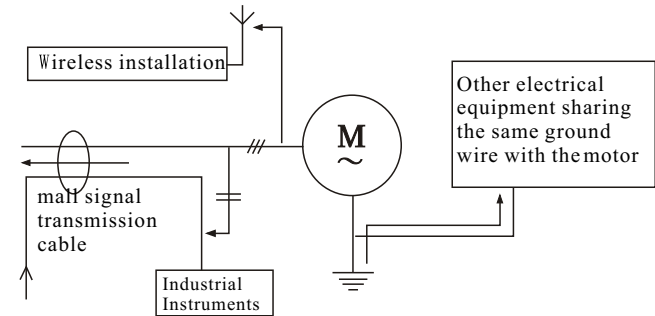 Wireless installation
M
~
Other electrical
equipment sharing
the same ground
wire with the motor
mall signal
transmission
cable
Industrial
Instruments